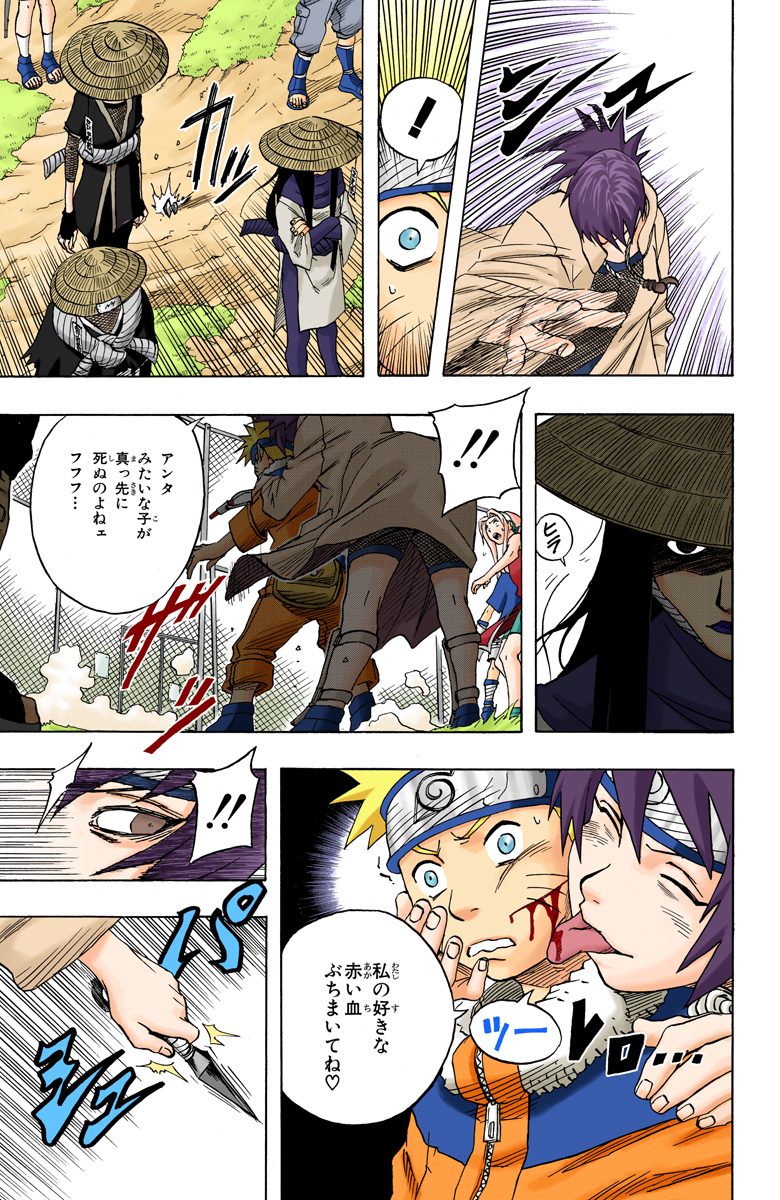 シュッ
!
カッ
ヒラ
!!
アンタ
みたいな子が
真っ先に
死ぬのよねェ
フフフ…
ザザッ
ツー
レロ…
私の好きな
赤い血
ぶちまいてね♡
!!
パシュ